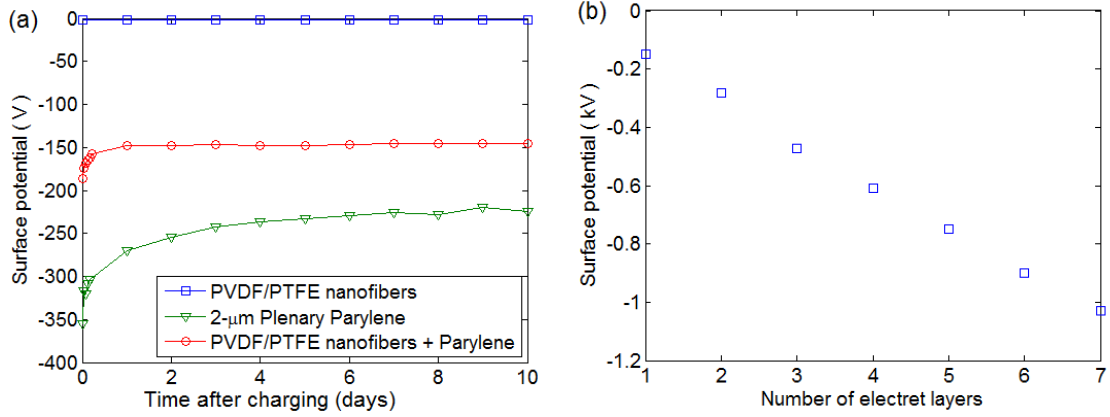 (a)
0
-50
-100
-150
-200
-250
-300
-350
-400
Surface potential ( V )
0 2 4 6 8 10
Time after charging (days)
PVDF/PTFE nanofibers
2-μm Plenary Parylene
PVDF/PTFE nanofibers + Parylene
(b)
0
-0.2
-0.4
-0.6
-0.8
-1
-1.2
Surface potential ( kV )
1 2 3 4 5 6 7
Number of electret layers